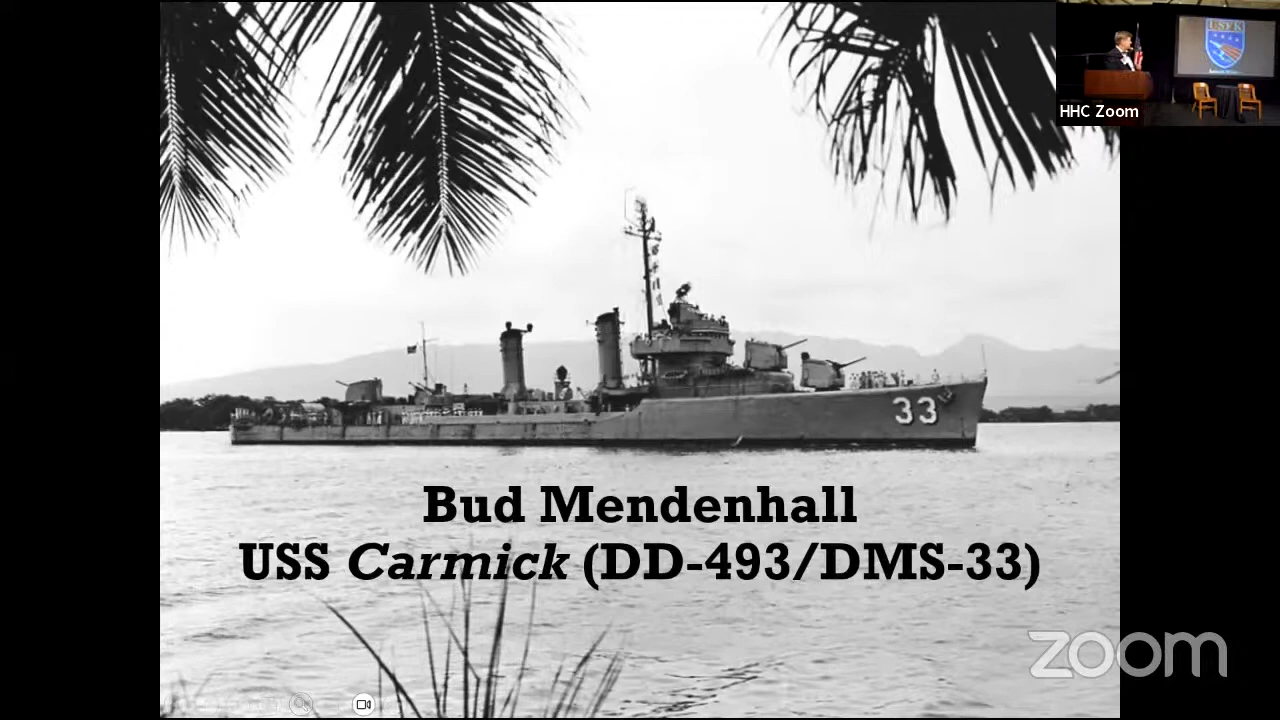 HHC Zoom
33
Bud Mendenhall
USS Carmick (DD-493/DMS-33)
zoom